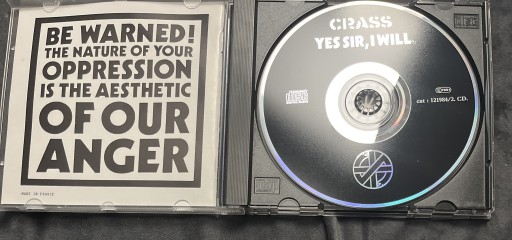 BE WARNED!
THE NATURE OF YOUR
OPPRESSION
IS THE AESTHETIC
OF OUR
ANGER
MADE IN FRANCE
CRASS
YES SIR, I WILL.
cat : 121984/2. CD.